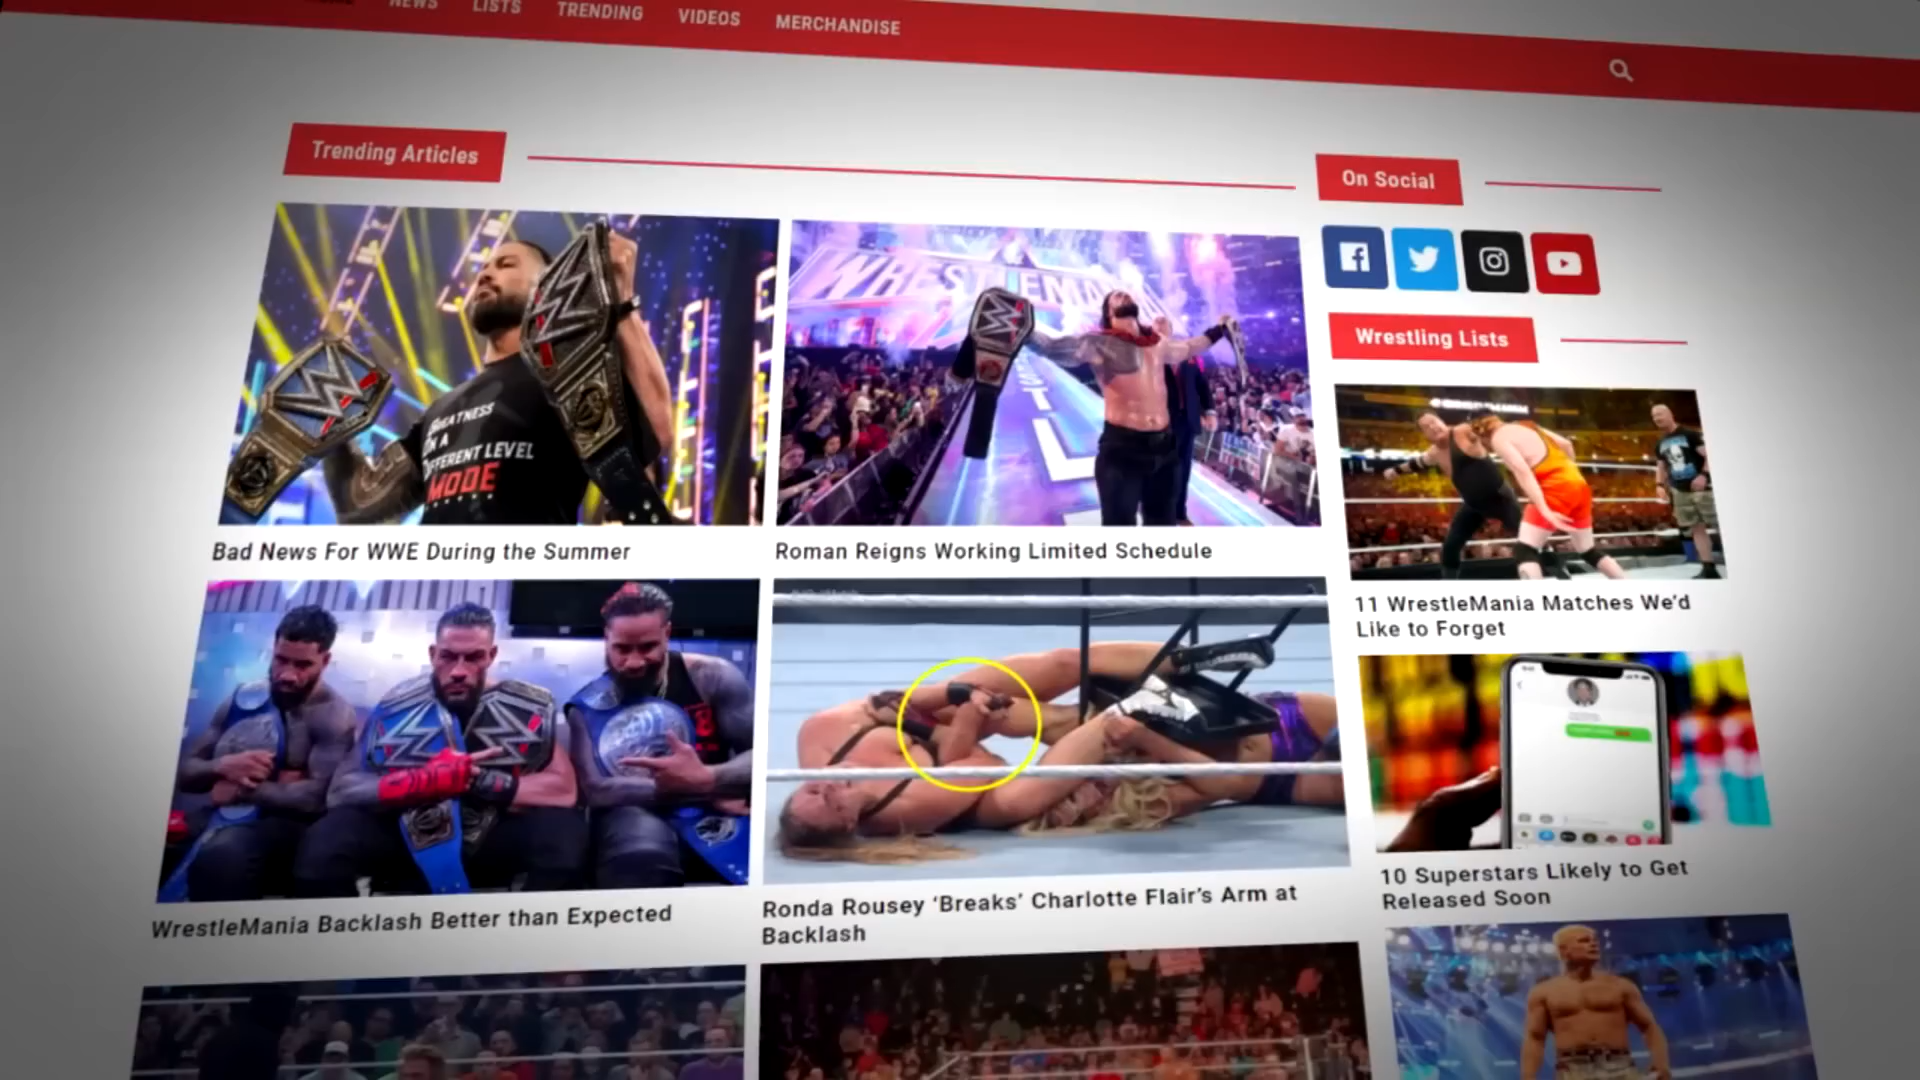 NEWS
LISTS
TRENDING
VIDEOS
MERCHANDISE
Trending Articles
On Social
GREATNESS
ON A
DIFFERENT LEVEL
MODE
WRESTLEMANIA
Bad News For WWE During the Summer
Roman Reigns Working Limited Schedule
Wrestling Lists
11 WrestleMania Matches We'd
Like to Forget
WrestleMania Backlash Better than Expected
Ronda Rousey ‘Breaks’ Charlotte Flair’s Arm at
Backlash
10 Superstars Likely to Get
Released Soon